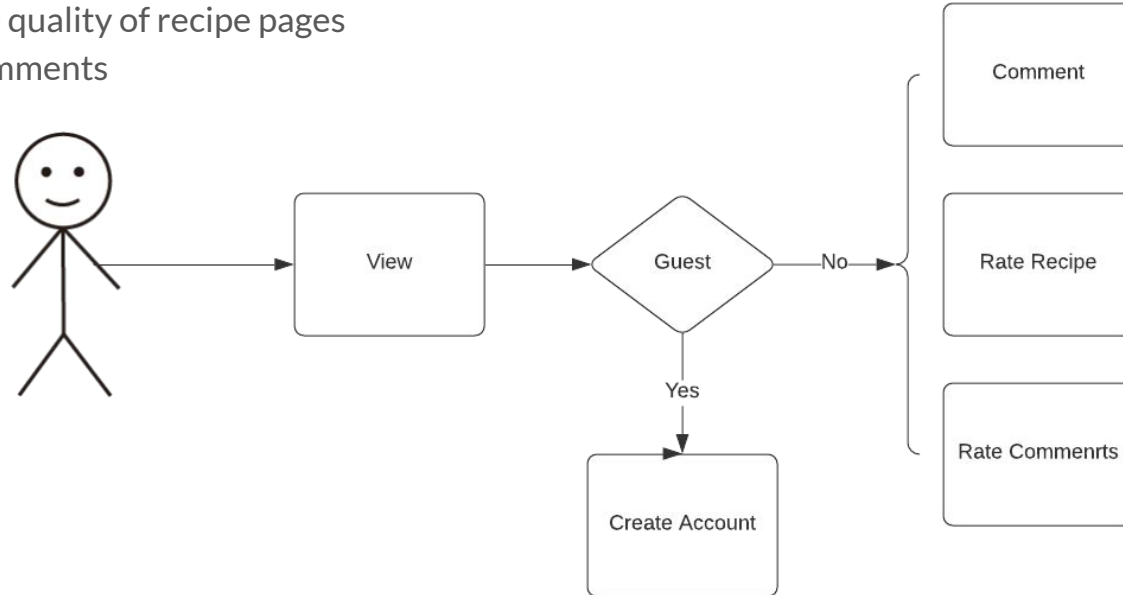 quality of recipe pages
mments
Comment
View
Guest
No
Rate Recipe
Yes
Rate Commenrts
Create Account